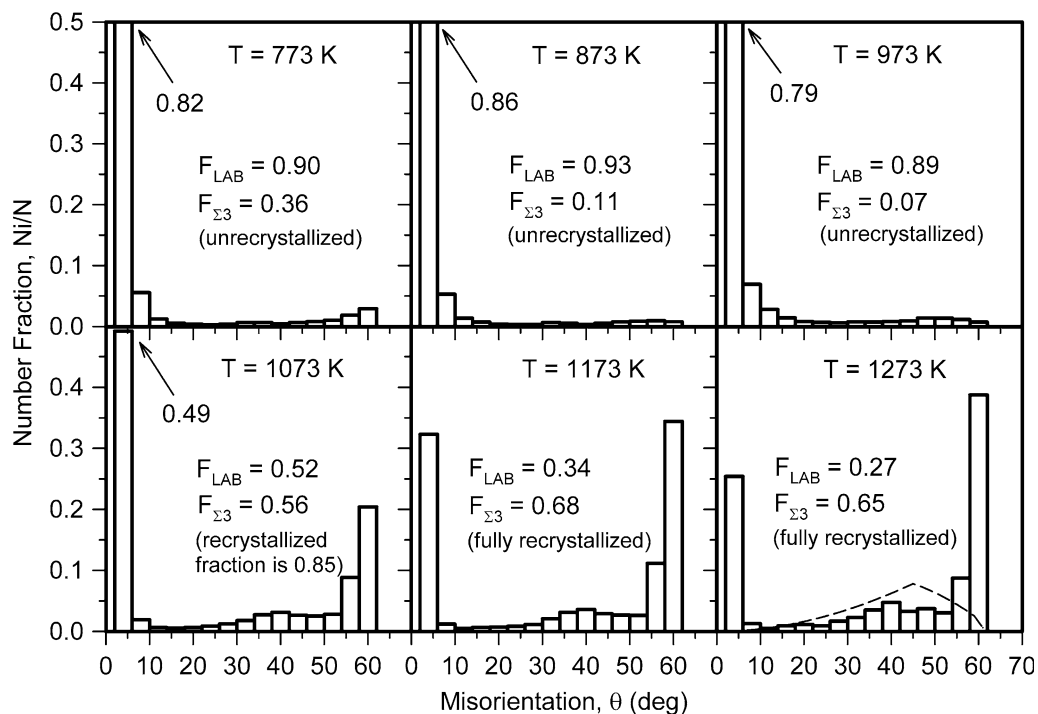 Number Fraction, Ni/N
0.5
0.4
0.3
0.2
0.1
0.0
T = 773 K
0.82
F_LAB = 0.90
F_Σ3 = 0.36
(unrecrystallized)
T = 873 K
0.86
F_LAB = 0.93
F_Σ3 = 0.11
(unrecrystallized)
T = 973 K
0.79
F_LAB = 0.89
F_Σ3 = 0.07
(unrecrystallized)
0.4
0.3
0.2
0.1
0.0
T = 1073 K
0.49
F_LAB = 0.52
F_Σ3 = 0.56
(recrystallized
fraction is 0.85)
T = 1173 K
F_LAB = 0.34
F_Σ3 = 0.68
(fully recrystallized)
T = 1273 K
F_LAB = 0.27
F_Σ3 = 0.65
(fully recrystallized)
0 10 20 30 40 50 60 0 10 20 30 40 50 60 0 10 20 30 40 50 60 70
Misorientation, θ (deg)